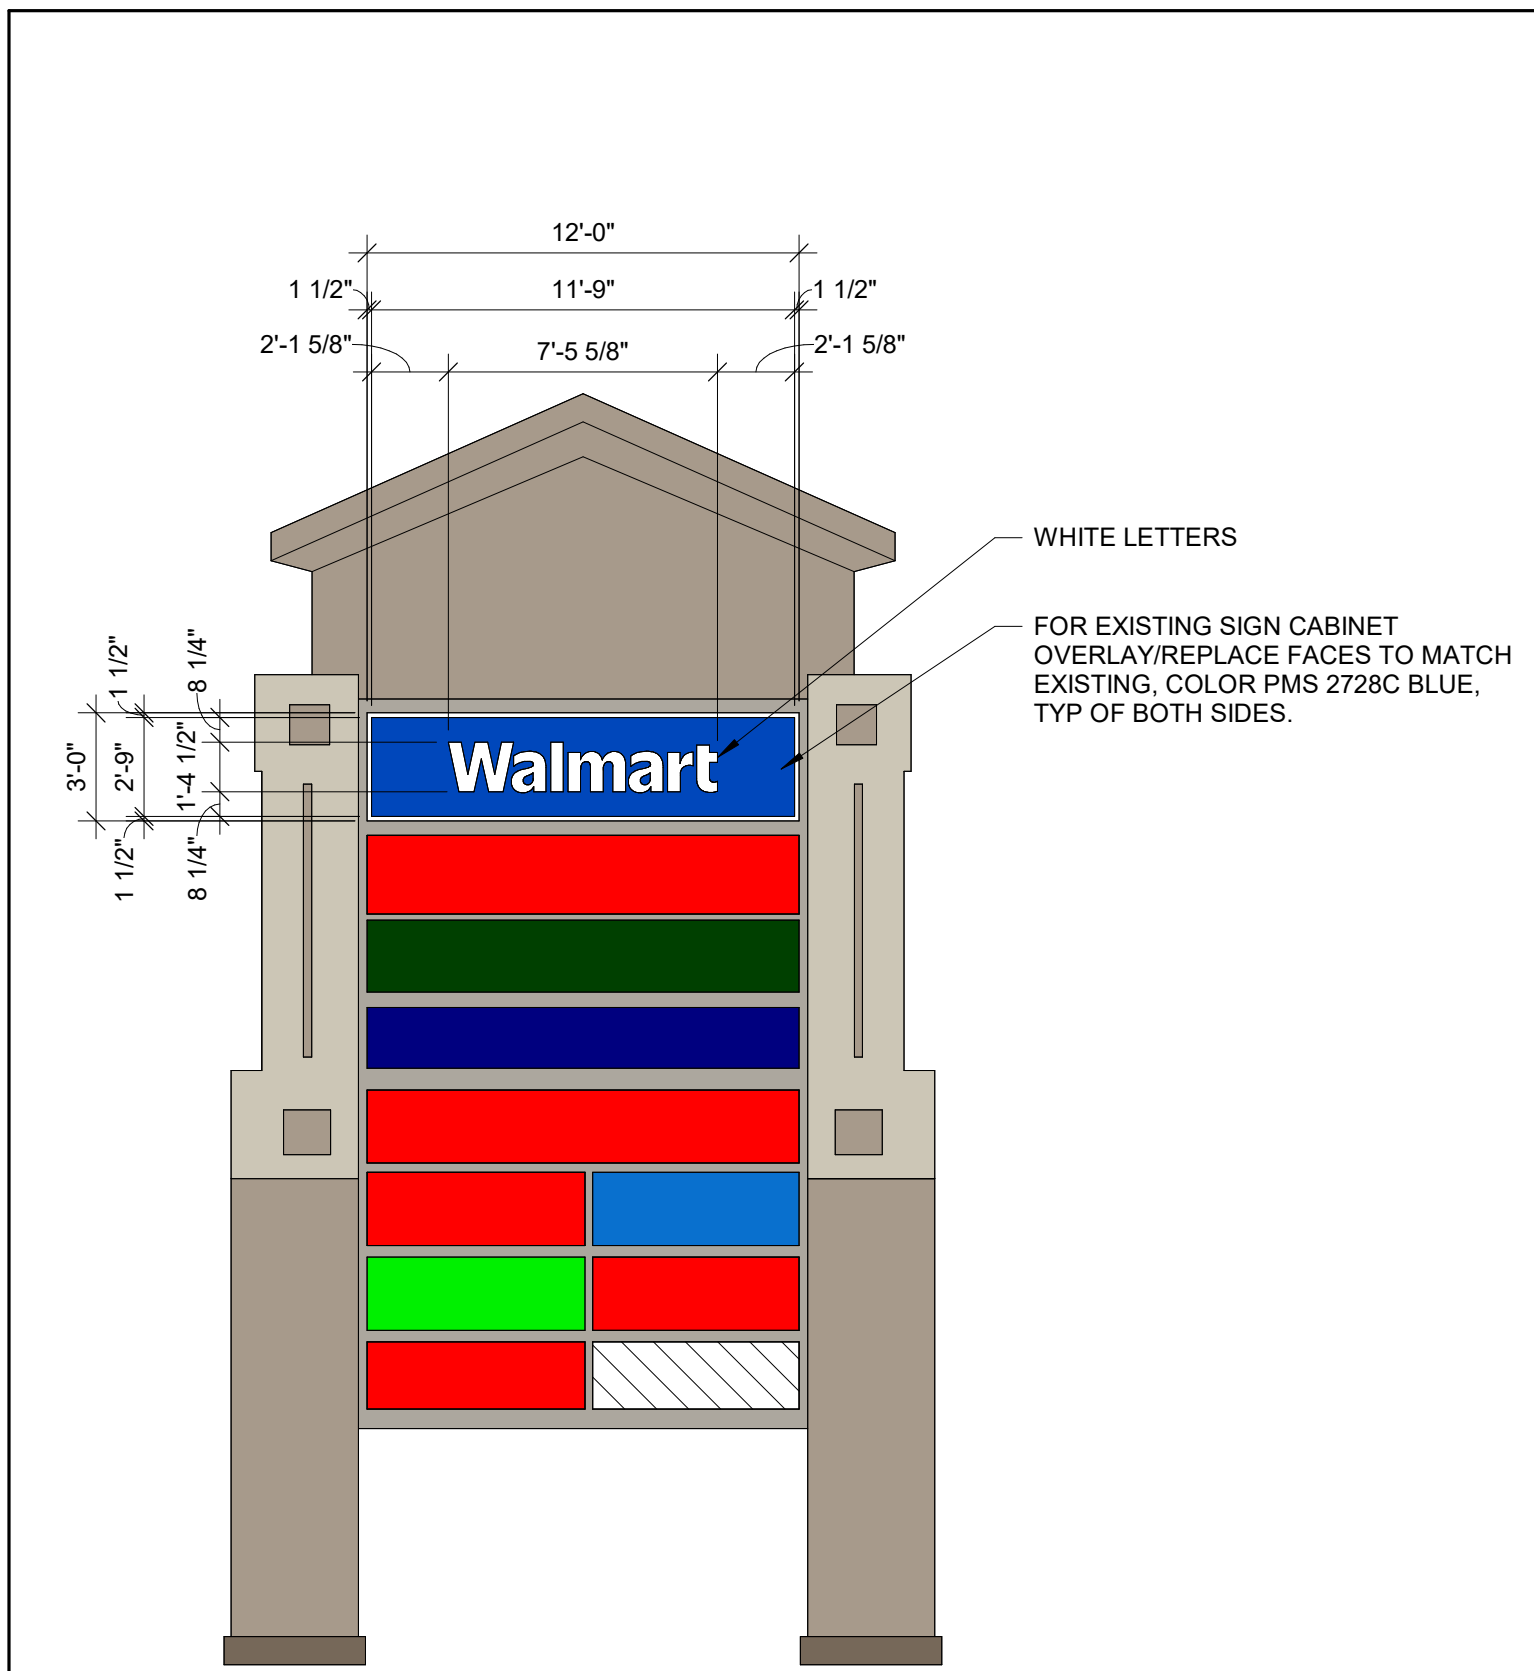 12'-0"
1 1/2" 11'-9" 1 1/2"
2'-1 5/8" 7'-5 5/8" 2'-1 5/8"
WHITE LETTERS
FOR EXISTING SIGN CABINET
OVERLAY/REPLACE FACES TO MATCH
EXISTING, COLOR PMS 2728C BLUE,
TYP OF BOTH SIDES.
1 1/2"
8 1/4"
3'-0"
2'-9"
1'-4 1/2"
1 1/2"
8 1/4"
Walmart